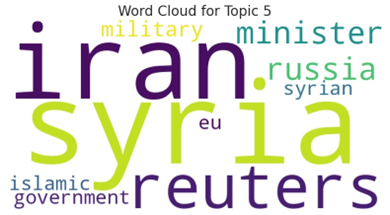 Word Cloud for Topic 5
military
minister
iran
russia
syrian
syria
eu
islamic
government
reuters